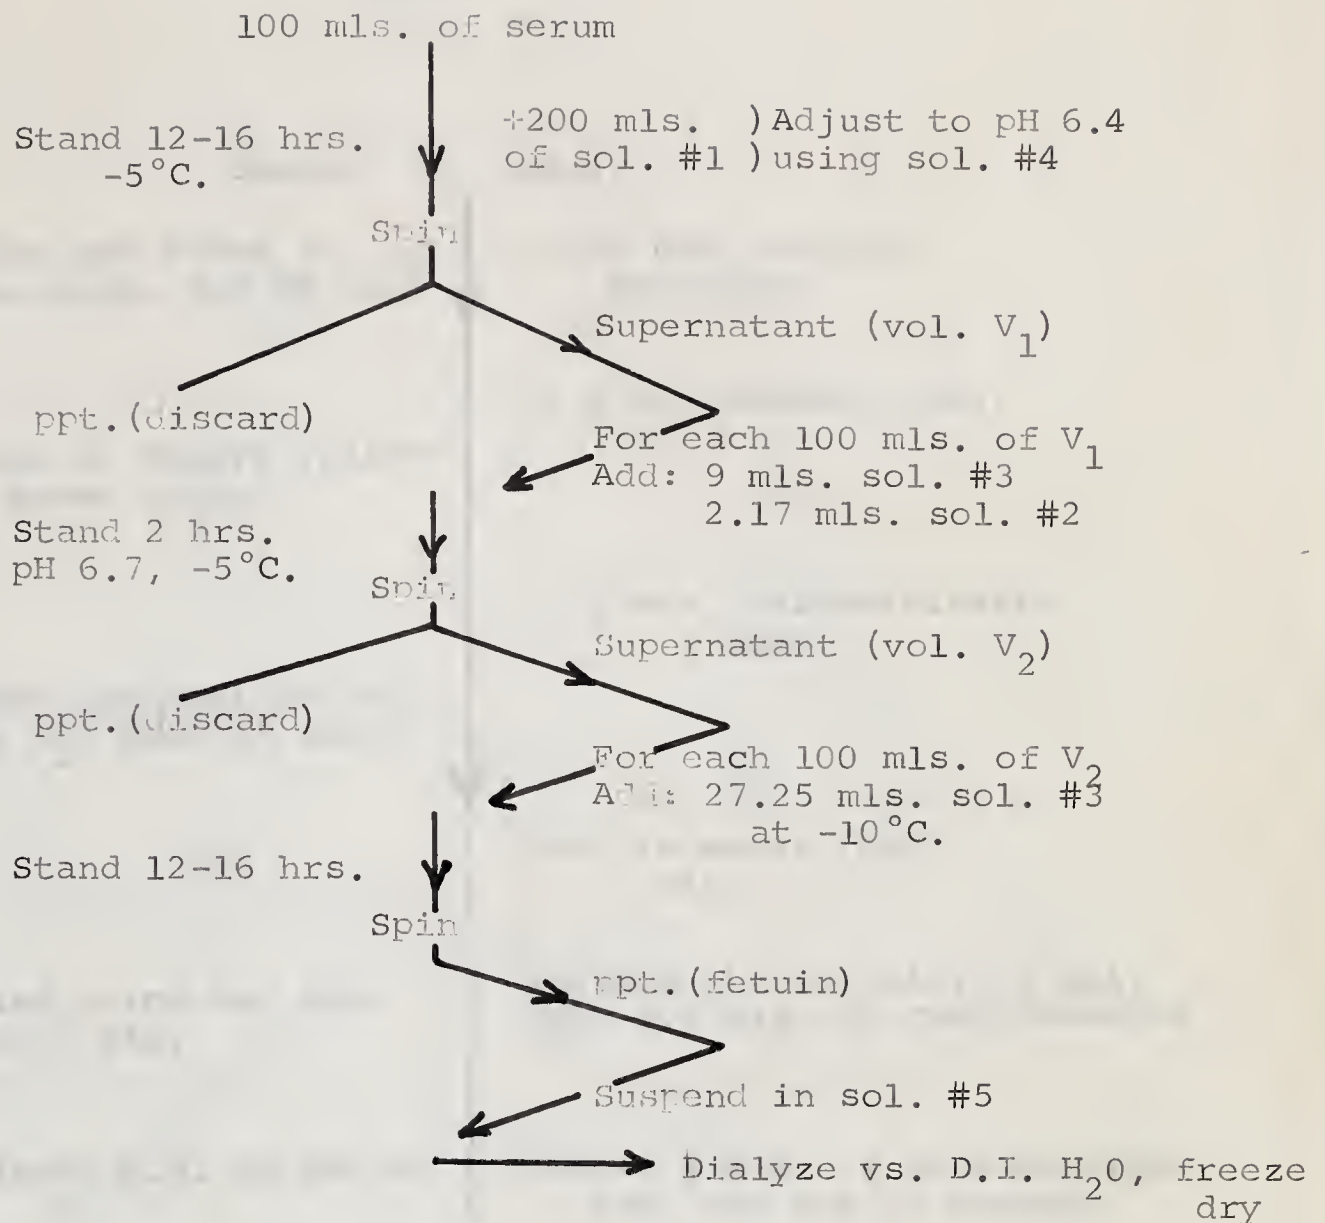 100 mls. of serum
Stand 12-16 hrs.
-5°C.
+200 mls. ) Adjust to pH 6.4
of sol. #1 ) using sol. #4
Spin
Supernatant (vol. V₁)
ppt. (discard)
For each 100 mls. of V₁
Add: 9 mls. sol. #3
2.17 mls. sol. #2
Stand 2 hrs.
pH 6.7, -5°C.
Spin
Supernatant (vol. V₂)
ppt. (discard)
For each 100 mls. of V₂
Add: 27.25 mls. sol. #3
at -10°C.
Stand 12-16 hrs.
Spin
ppt. (fetuin)
Suspend in sol. #5
Dialyze vs. D.I. H₂O, freeze
dry